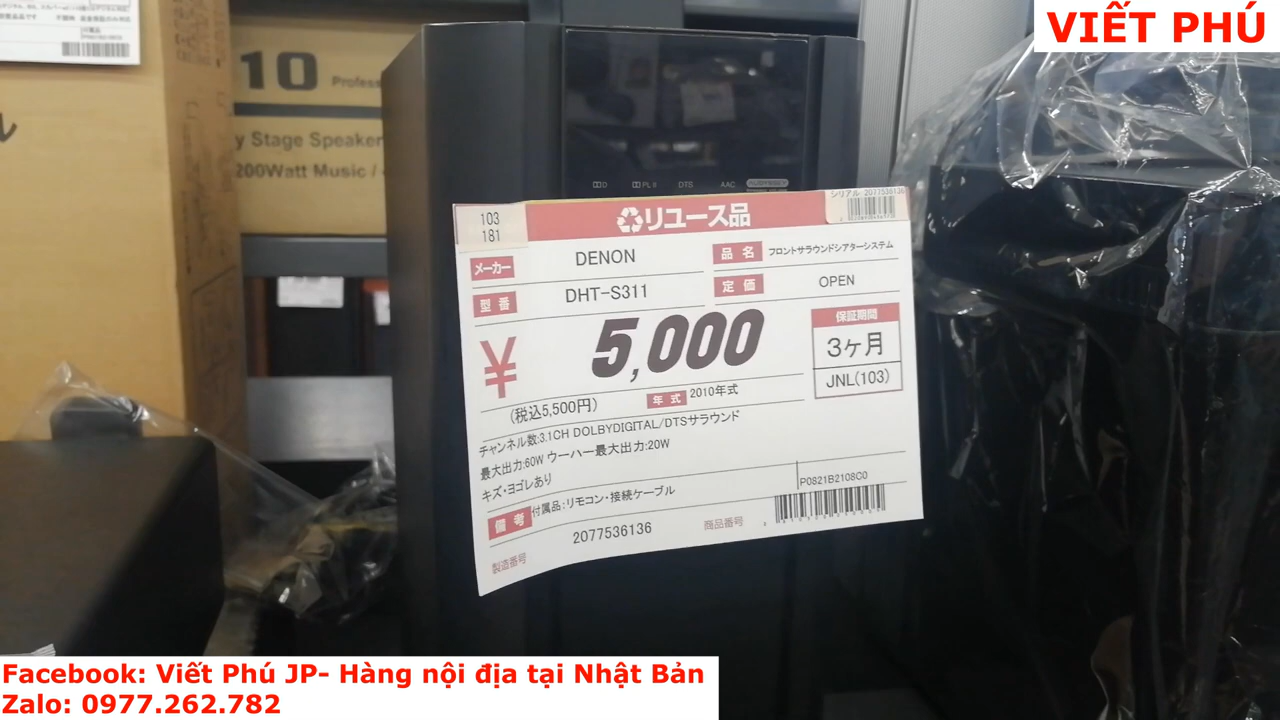 VIẾT PHÚ
10 Professi
y Stage Speaker
200Watt Music /
DTS
AAC
103
181
リユース品
シリアル:2077536136
メーカー
DENON
品名
フロントサラウンドシアターシステム
型番
DHT-S311
定価
OPEN
¥
5,000
保証期間
3ヶ月
JNL(103)
(税込5,500円)
年式
2010年式
チャンネル数:3.1CH DOLBYDIGITAL/DTSサラウンド
最大出力:60W ウーハー最大出力:20W
キズ・ヨゴレあり
備考
付属品:リモコン・接続ケーブル
P0821B2108C0
製造番号
2077536136
商品番号
Facebook: Viết Phú JP- Hàng nội địa tại Nhật Bản
Zalo: 0977.262.782